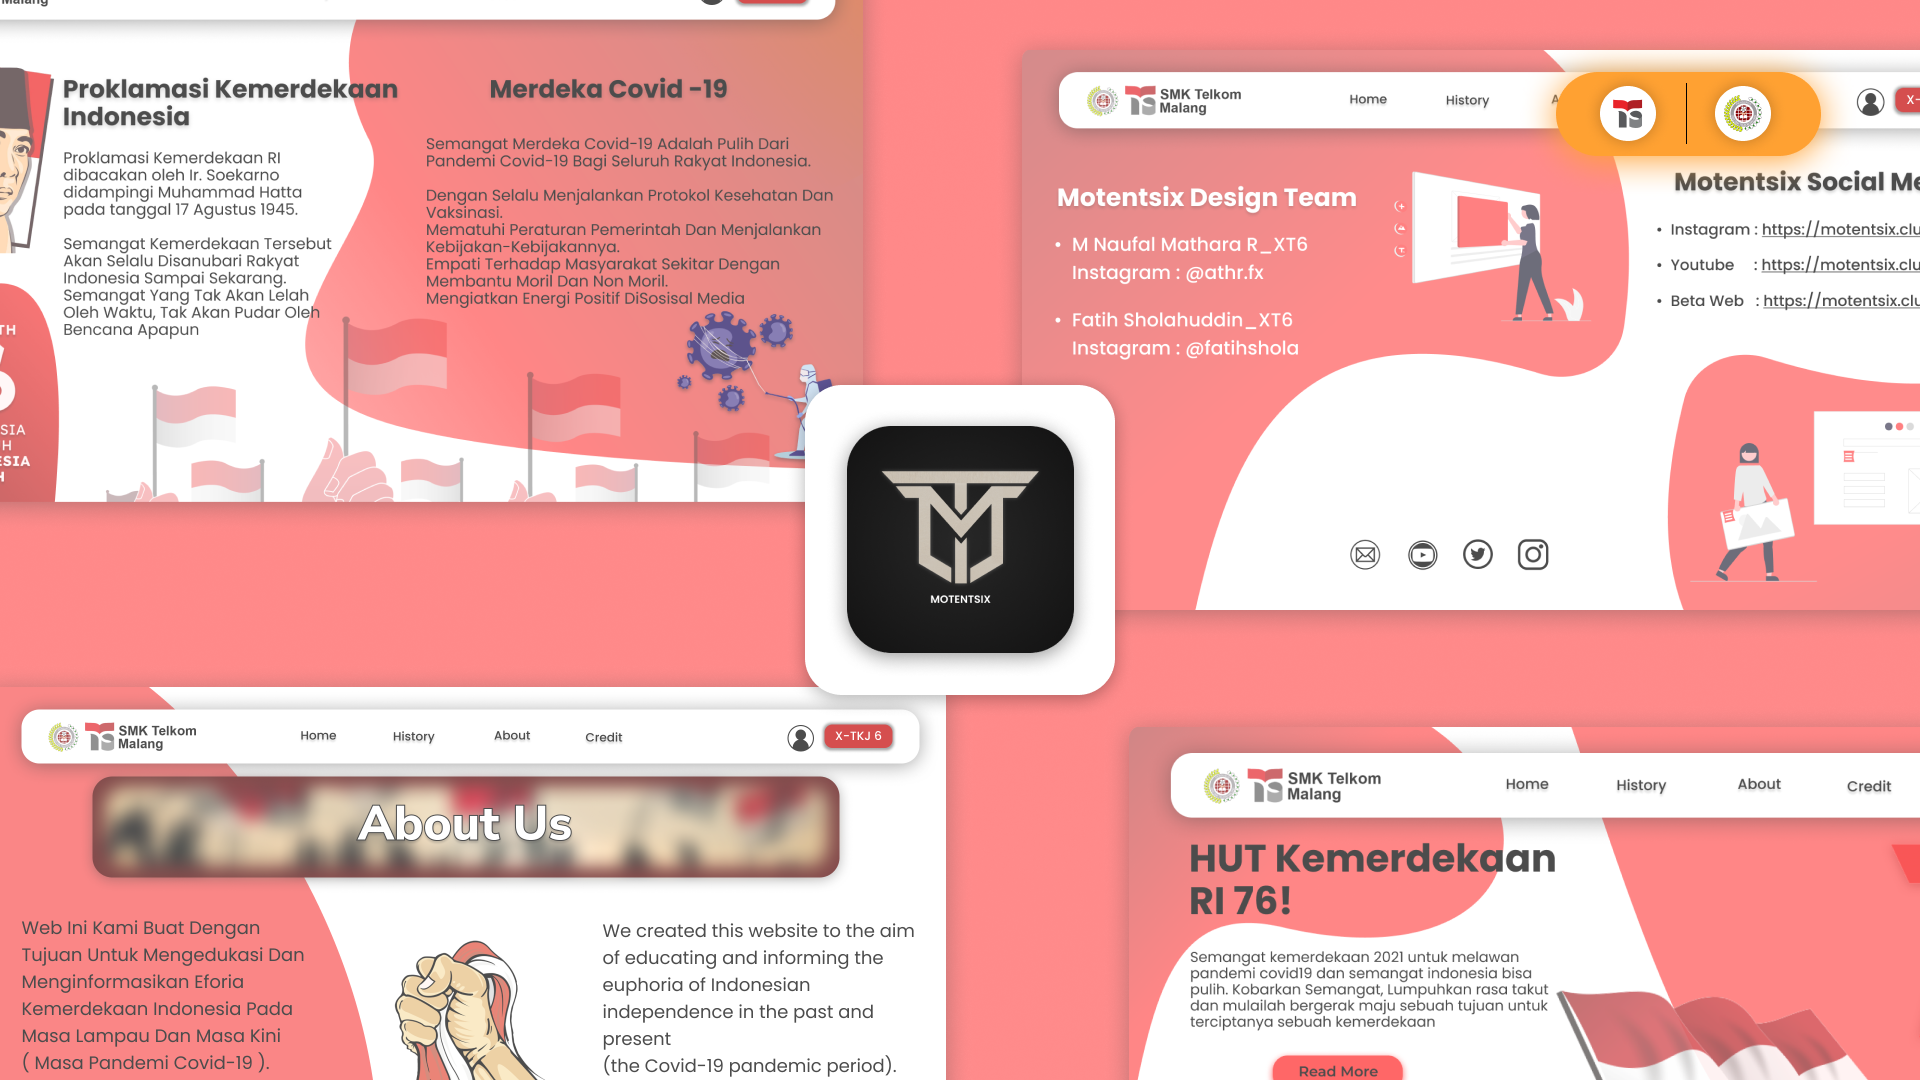 Malang
Proklamasi Kemerdekaan
Indonesia
Proklamasi Kemerdekaan RI
dibacakan oleh Ir. Soekarno
didampingi Muhammad Hatta
pada tanggal 17 Agustus 1945.
Semangat Kemerdekaan Tersebut
Akan Selalu Disanubari Rakyat
Indonesia Sampai Sekarang.
Semangat Yang Tak Akan Lelah
Oleh Waktu, Tak Akan Pudar Oleh
Bencana Apapun
Merdeka Covid -19
Semangat Merdeka Covid-19 Adalah Pulih Dari
Pandemi Covid-19 Bagi Seluruh Rakyat Indonesia.
Dengan Selalu Menjalankan Protokol Kesehatan Dan
Vaksinasi.
Mematuhi Peraturan Pemerintah Dan Menjalankan
Kebijakan-Kebijakannya.
Empati Terhadap Masyarakat Sekitar Dengan
Membantu Moril Dan Non Moril.
Mengiatkan Energi Positif DiSosisal Media
SMK Telkom
Malang
Home
History
A
X-
Motentsix Design Team
• M Naufal Mathara R_XT6
Instagram : @athr.fx
• Fatih Sholahuddin_XT6
Instagram : @fatihshola
Motentsix Social Me
• Instagram : https://motentsix.clu
• Youtube : https://motentsix.clu
• Beta Web : https://motentsix.clu
MOTENTSIX
SMK Telkom
Malang
Home
History
About
Credit
X-TKJ 6
About Us
Web Ini Kami Buat Dengan
Tujuan Untuk Mengedukasi Dan
Menginformasikan Eforia
Kemerdekaan Indonesia Pada
Masa Lampau Dan Masa Kini
( Masa Pandemi Covid-19 ).
We created this website to the aim
of educating and informing the
euphoria of Indonesian
independence in the past and
present
(the Covid-19 pandemic period).
SMK Telkom
Malang
Home
History
About
Credit
HUT Kemerdekaan
RI 76!
Semangat kemerdekaan 2021 untuk melawan
pandemi covid19 dan semangat indonesia bisa
pulih. Kobarkan Semangat, Lumpuhkan rasa takut
dan mulailah bergerak maju sebuah tujuan untuk
terciptanya sebuah kemerdekaan
Read More